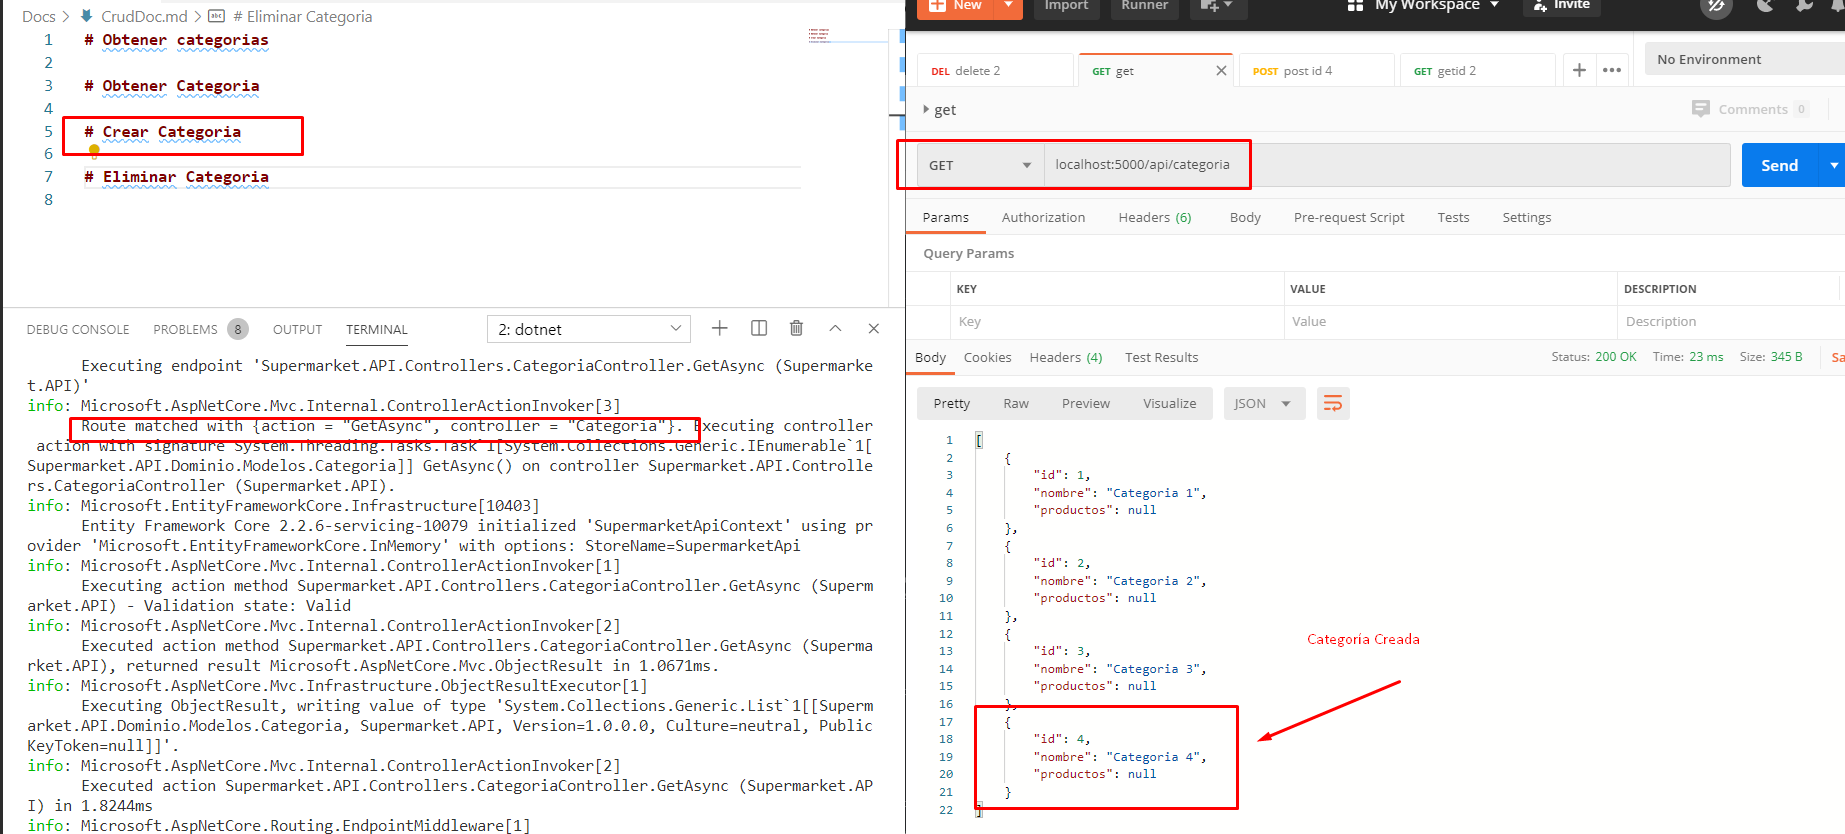 Docs > CrudDoc.md > # Eliminar Categoria
1 # Obtener categorias
2
3 # Obtener Categoria
4
5 # Crear Categoria
6
7 # Eliminar Categoria
8
DEBUG CONSOLE PROBLEMS 8 OUTPUT TERMINAL 2: dotnet
Executing endpoint 'Supermarket.API.Controllers.CategoriaController.GetAsync (Supermarke
t.API)'
info: Microsoft.AspNetCore.Mvc.Internal.ControllerActionInvoker[3]
Route matched with {action = "GetAsync", controller = "Categoria"}. Executing controller
action with signature System.Threading.Tasks.Task`1[System.Collections.Generic.IEnumerable`1[
Supermarket.API.Dominio.Modelos.Categoria]] GetAsync() on controller Supermarket.API.Controlle
rs.CategoriaController (Supermarket.API).
info: Microsoft.EntityFrameworkCore.Infrastructure[10403]
Entity Framework Core 2.2.6-servicing-10079 initialized 'SupermarketApiContext' using pr
ovider 'Microsoft.EntityFrameworkCore.InMemory' with options: StoreName=SupermarketApi
info: Microsoft.AspNetCore.Mvc.Internal.ControllerActionInvoker[1]
Executing action method Supermarket.API.Controllers.CategoriaController.GetAsync (Superm
arket.API) - Validation state: Valid
info: Microsoft.AspNetCore.Mvc.Internal.ControllerActionInvoker[2]
Executed action method Supermarket.API.Controllers.CategoriaController.GetAsync (Superma
rket.API), returned result Microsoft.AspNetCore.Mvc.ObjectResult in 1.0671ms.
info: Microsoft.AspNetCore.Mvc.Infrastructure.ObjectResultExecutor[1]
Executing ObjectResult, writing value of type 'System.Collections.Generic.List`1[[Superm
arket.API.Dominio.Modelos.Categoria, Supermarket.API, Version=1.0.0.0, Culture=neutral, Public
KeyToken=null]]'.
info: Microsoft.AspNetCore.Mvc.Internal.ControllerActionInvoker[2]
Executed action Supermarket.API.Controllers.CategoriaController.GetAsync (Supermarket.AP
I) in 1.8244ms
info: Microsoft.AspNetCore.Routing.EndpointMiddleware[1]
New Import Runner My Workspace Invite
DEL delete 2 GET get POST post id 4 GET getid 2 No Environment
get Comments 0
GET localhost:5000/api/categoria Send
Params Authorization Headers (6) Body Pre-request Script Tests Settings
Query Params
KEY VALUE DESCRIPTION
Key Value Description
Body Cookies Headers (4) Test Results Status: 200 OK Time: 23 ms Size: 345 B Sa
Pretty Raw Preview Visualize JSON
1 [
2 {
3 "id": 1,
4 "nombre": "Categoria 1",
5 "productos": null
6 },
7 {
8 "id": 2,
9 "nombre": "Categoria 2",
10 "productos": null
11 },
12 {
13 "id": 3,
14 "nombre": "Categoria 3",
15 "productos": null
16 },
17 {
18 "id": 4,
19 "nombre": "Categoria 4",
20 "productos": null
21 }
22 ]
Categoría Creada